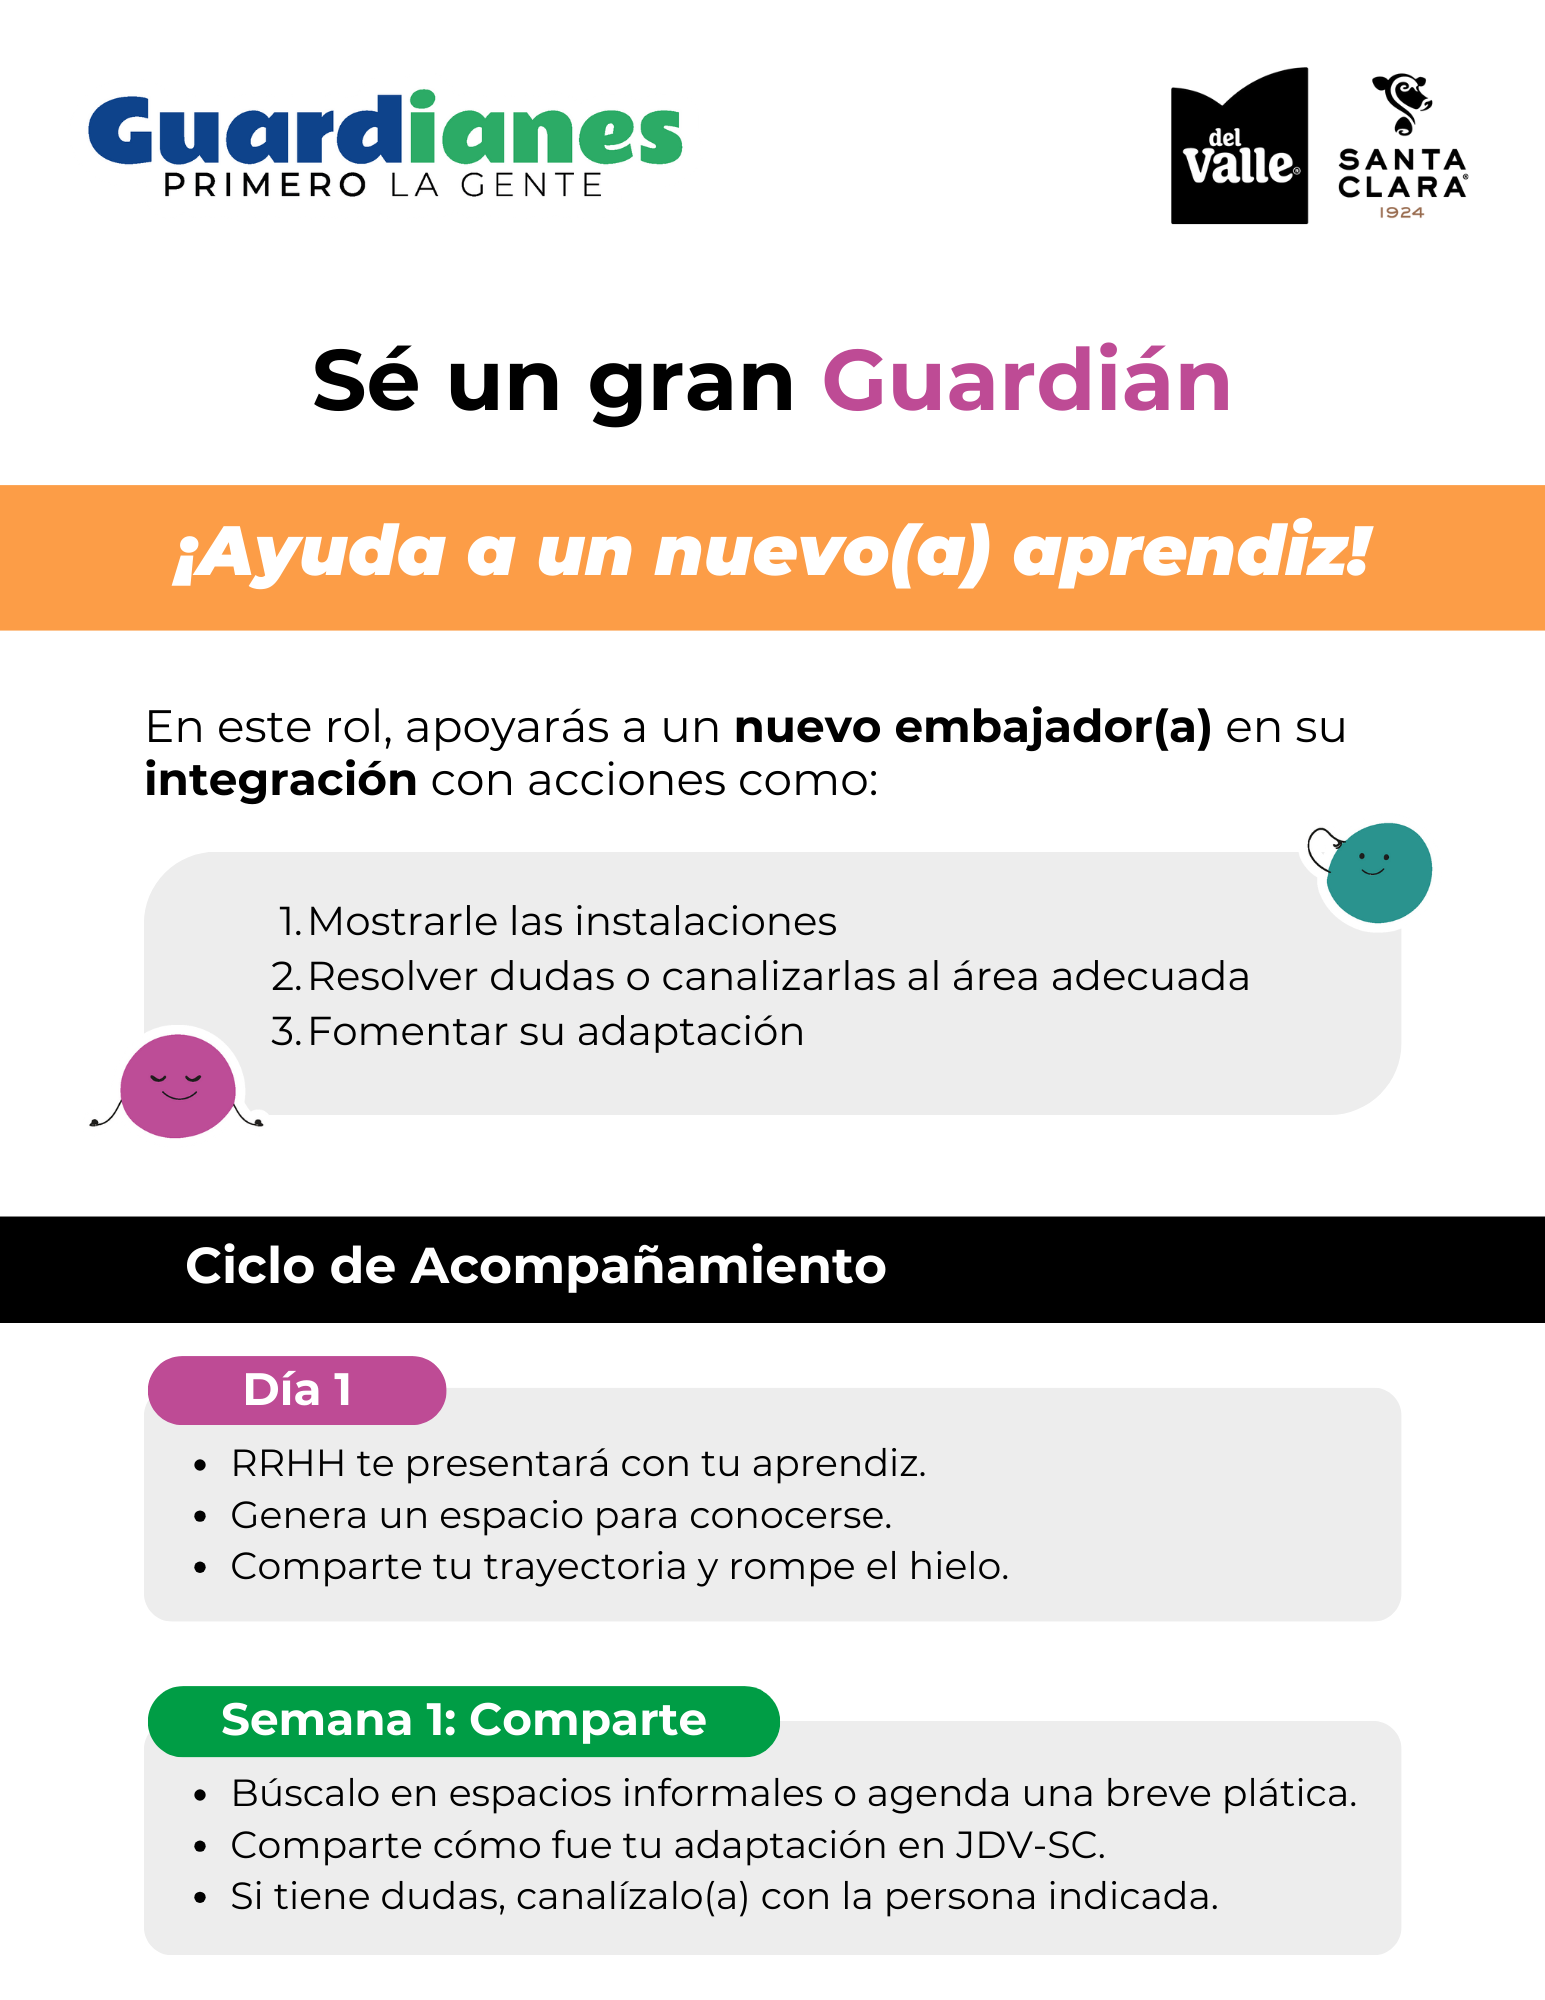 Guardianes
PRIMERO LA GENTE
del
Valle®
SANTA
CLARA®
1924
Sé un gran Guardián
¡Ayuda a un nuevo(a) aprendiz!
En este rol, apoyarás a un nuevo embajador(a) en su
integración con acciones como:
1. Mostrarle las instalaciones
2. Resolver dudas o canalizarlas al área adecuada
3. Fomentar su adaptación
Ciclo de Acompañamiento
Día 1
• RRHH te presentará con tu aprendiz.
• Genera un espacio para conocerse.
• Comparte tu trayectoria y rompe el hielo.
Semana 1: Comparte
• Búscalo en espacios informales o agenda una breve plática.
• Comparte cómo fue tu adaptación en JDV-SC.
• Si tiene dudas, canalízalo(a) con la persona indicada.